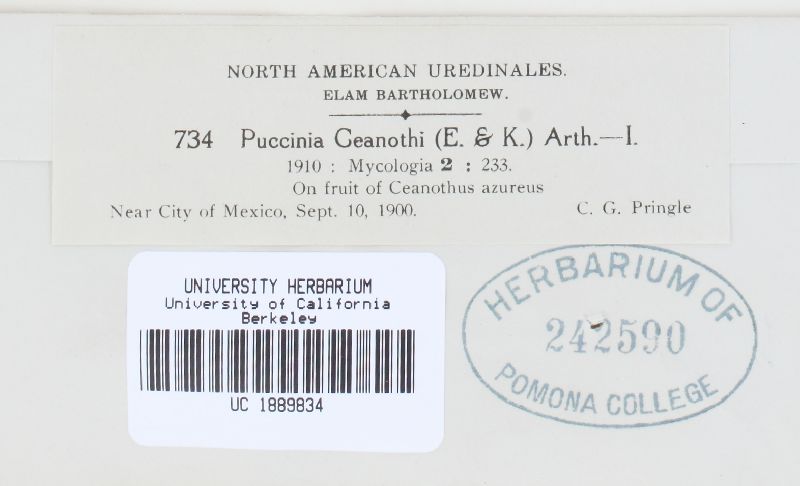 NORTH AMERICAN UREDINALES.
ELAM BARTHOLOMEW.
734 Puccinia Ceanothi (E. & K.) Arth.—I.
1910 : Mycologia 2 : 233.
On fruit of Ceanothus azureus
Near City of Mexico, Sept. 10, 1900. C. G. Pringle
UNIVERSITY HERBARIUM
University of California
Berkeley
UC 1889834
HERBARIUM OF
242590
POMONA COLLEGE